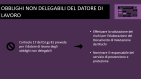 OBBLIGHI NON DELEGABILI DEL DATORE DI
LAVORO
L'articolo 17 del D.Lgs 81 prevede
per il datore di lavoro degli
obblighi non delegabili:
Effettuare la valutazione dei
rischi per l'elaborazione del
Documento di Valutazione
dei Rischi
Nominare il responsabile del
servizio di prevenzione e
protezione